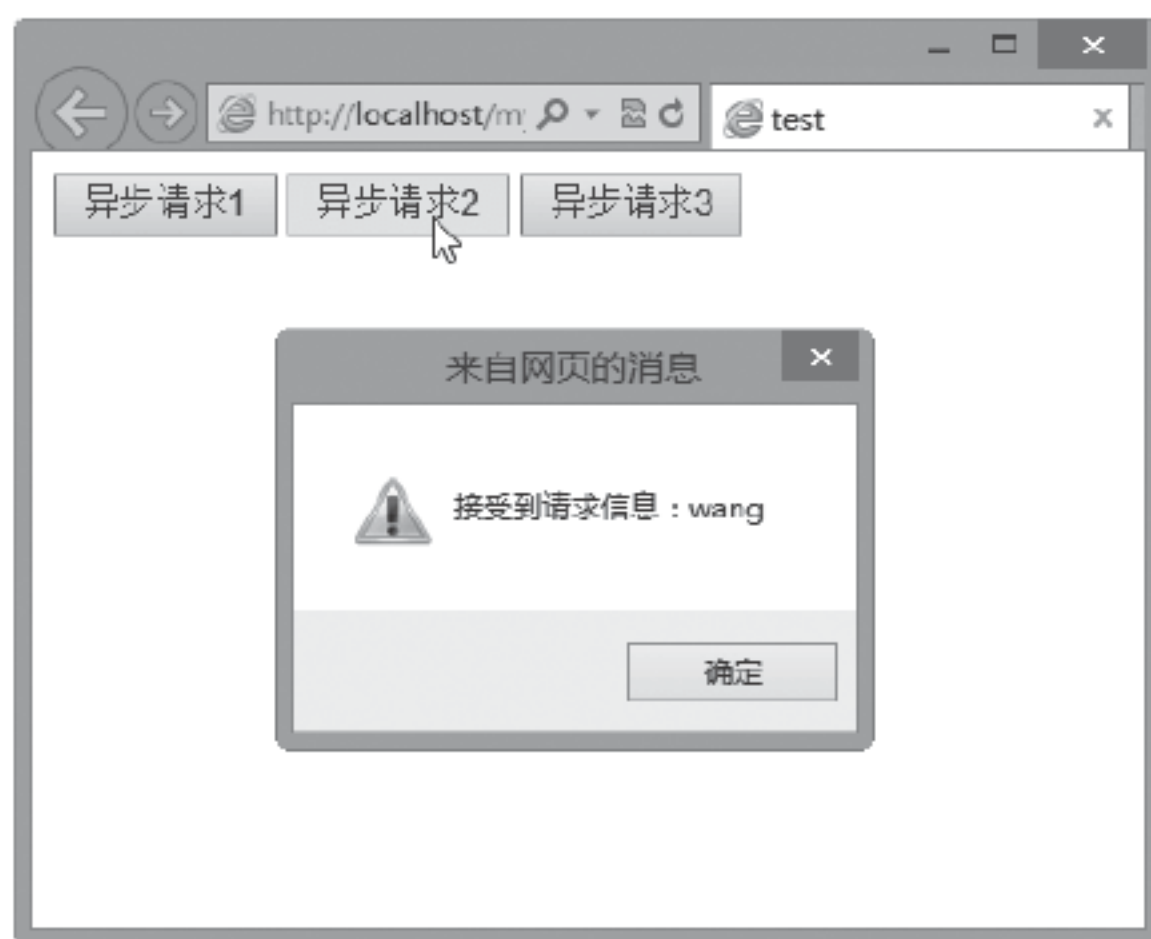 http://localhost/m
test
异步请求1 异步请求2 异步请求3
来自网页的消息
接受到请求信息：wang
确定